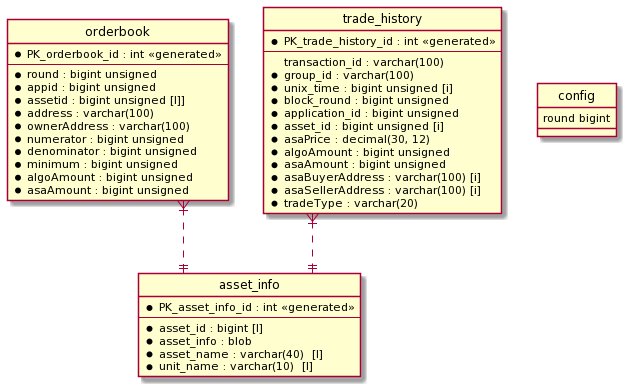 orderbook
PK_orderbook_id : int «generated»
round : bigint unsigned
appid : bigint unsigned
assetid : bigint unsigned [I]]
address : varchar(100)
ownerAddress : varchar(100)
numerator : bigint unsigned
denominator : bigint unsigned
minimum : bigint unsigned
algoAmount : bigint unsigned
asaAmount : bigint unsigned
trade_history
PK_trade_history_id : int «generated»
transaction_id : varchar(100)
group_id : varchar(100)
unix_time : bigint unsigned [i]
block_round : bigint unsigned
application_id : bigint unsigned
asset_id : bigint unsigned [i]
asaPrice : decimal(30, 12)
algoAmount : bigint unsigned
asaAmount : bigint unsigned
asaBuyerAddress : varchar(100) [i]
asaSellerAddress : varchar(100) [i]
tradeType : varchar(20)
config
round bigint
asset_info
PK_asset_info_id : int «generated»
asset_id : bigint [I]
asset_info : blob
asset_name : varchar(40)  [I]
unit_name : varchar(10)  [I]